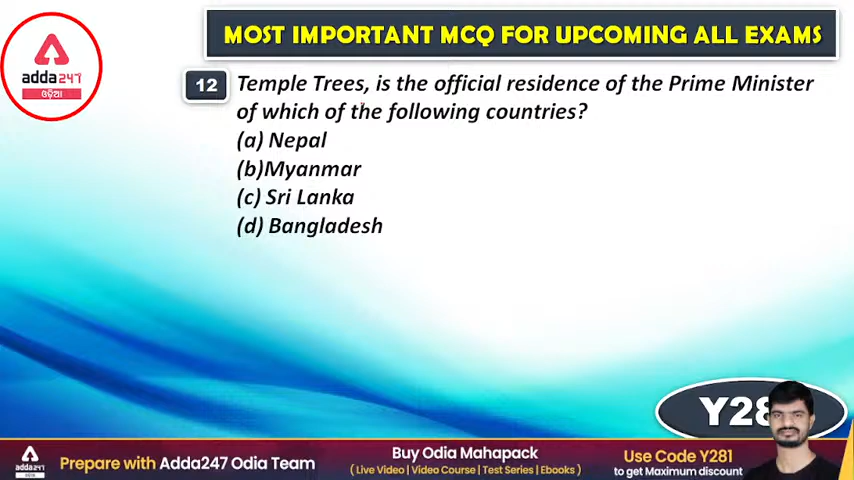 MOST IMPORTANT MCQ FOR UPCOMING ALL EXAMS
adda247
ଓଡ଼ିଆ
12 Temple Trees, is the official residence of the Prime Minister
of which of the following countries?
(a) Nepal
(b)Myanmar
(c) Sri Lanka
(d) Bangladesh
adda247
Prepare with Adda247 Odia Team
Buy Odia Mahapack
( Live Video | Video Course | Test Series | Ebooks )
Use Code Y281
to get Maximum discount